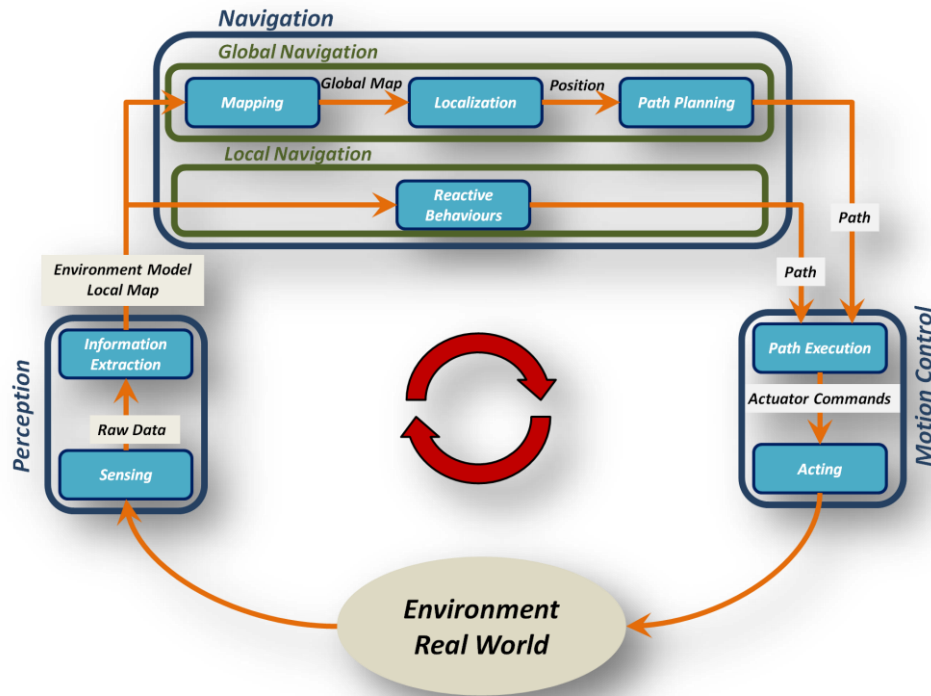 Navigation
Global Navigation
Mapping
Global Map
Localization
Position
Path Planning
Local Navigation
Reactive
Behaviours
Path
Path
Environment Model
Local Map
Perception
Information
Extraction
Raw Data
Sensing
Motion Control
Path Execution
Actuator Commands
Acting
Environment
Real World